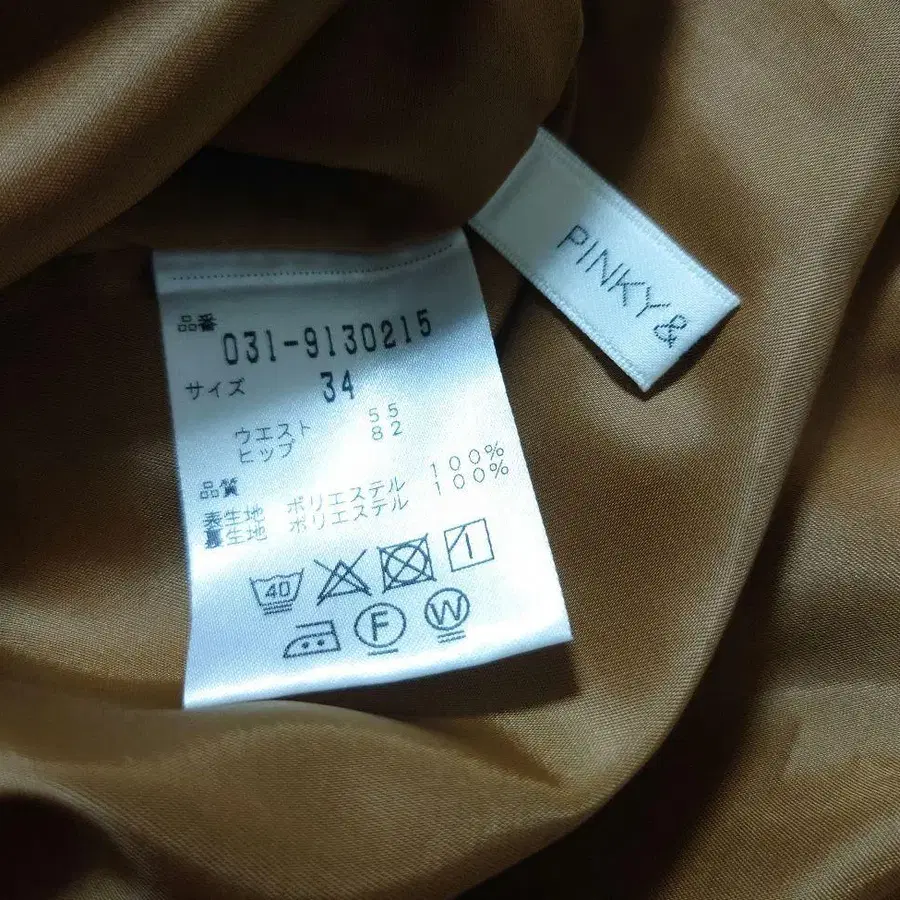 品番
031-9130215
サイズ 34
ウエスト 55
ヒップ 82
品質
表生地 ポリエステル 100%
裏生地 ポリエステル 100%
40
F W
PINKY&